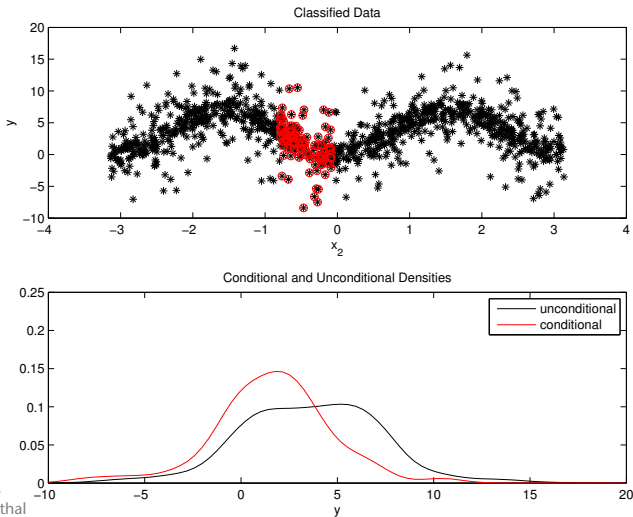 Classified Data
20
15
10
5
0
−5
−10
y
−4 −3 −2 −1 0 1 2 3 4
x2
Conditional and Unconditional Densities
0.25
0.2
0.15
0.1
0.05
0
unconditional
conditional
−10 −5 0 5 10 15 20
y
thal